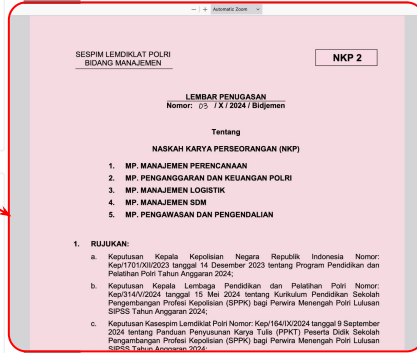 Automatic Zoom
SESPIM LEMDIKLAT POLRI
BIDANG MANAJEMEN
NKP 2
LEMBAR PENUGASAN
Nomor: 03 / X / 2024 / Bidjemen
Tentang
NASKAH KARYA PERSEORANGAN (NKP)
1. MP. MANAJEMEN PERENCANAAN
2. MP. PENGANGGARAN DAN KEUANGAN POLRI
3. MP. MANAJEMEN LOGISTIK
4. MP. MANAJEMEN SDM
5. MP. PENGAWASAN DAN PENGENDALIAN
1. RUJUKAN:
a. Keputusan Kepala Kepolisian Negara Republik Indonesia Nomor:
Kep/1701/XII/2023 tanggal 14 Desember 2023 tentang Program Pendidikan dan
Pelatihan Polri Tahun Anggaran 2024;
b. Keputusan Kepala Lembaga Pendidikan dan Pelatihan Polri Nomor:
Kep/314/V/2024 tanggal 15 Mei 2024 tentang Kurikulum Pendidikan Sekolah
Pengembangan Profesi Kepolisian (SPPK) bagi Perwira Menengah Polri Lulusan
SIPSS Tahun Anggaran 2024;
c. Keputusan Kasespim Lemdiklat Polri Nomor: Kep/164/IX/2024 tanggal 9 September
2024 tentang Panduan Penyusunan Karya Tulis (PPKT) Peserta Didik Sekolah
Pengembangan Profesi Kepolisian (SPPK) bagi Perwira Menengah Polri Lulusan
SIPSS Tahun Anggaran 2024;